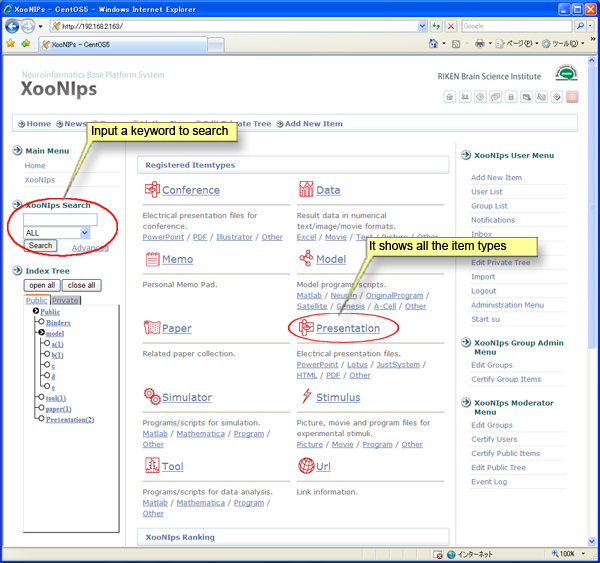 XooNIPs - CentOS5 - Windows Internet Explorer
http://192.168.2.163/
Google
XooNIPs - CentOS5
ページ(P)
ツール(O)
Neuroinformatics Base Platform System
XooNIps
RIKEN Brain Science Institute
Home
News
Private Tree
Add New Item
Input a keyword to search
Main Menu
Home
XooNIPs
XooNIps Search
ALL
Search
Advanced
Index Tree
open all
close all
Public
Private
Public
Binders
model
a(1)
b(1)
c
d
e
tool(1)
paper(1)
Presentation(2)
Registered Itemtypes
Conference
Electrical presentation files for
conference.
PowerPoint / PDF / Illustrator / Other
Data
Result data in numerical
text/image/movie formats.
Excel / Movie / Text / Picture / Other
It shows all the item types
Memo
Personal Memo Pad.
Model
Model programs/scripts.
Matlab / Neuron / OriginalProgram /
Satellite / Genesis / A-Cell / Other
Paper
Related paper collection.
Presentation
Electrical presentation files.
PowerPoint / Lotus / JustSystem /
HTML / PDF / Other
Simulator
Programs/scripts for simulation.
Matlab / Mathematica / Program /
Other
Stimulus
Picture, movie and program files for
experimental stimuli.
Picture / Movie / Program / Other
Tool
Programs/scripts for data analysis.
Matlab / Mathematica / Program /
Other
Url
Link information.
XooNIps Ranking
XooNIps User Menu
Add New Item
User List
Group List
Notifications
Inbox
Edit Private Tree
Import
Logout
Administration Menu
Start su
XooNIps Group Admin
Menu
Edit Groups
Certify Group Items
XooNIps Moderator
Menu
Edit Groups
Certify Users
Certify Public Items
Edit Public Tree
Event Log
インターネット
100%